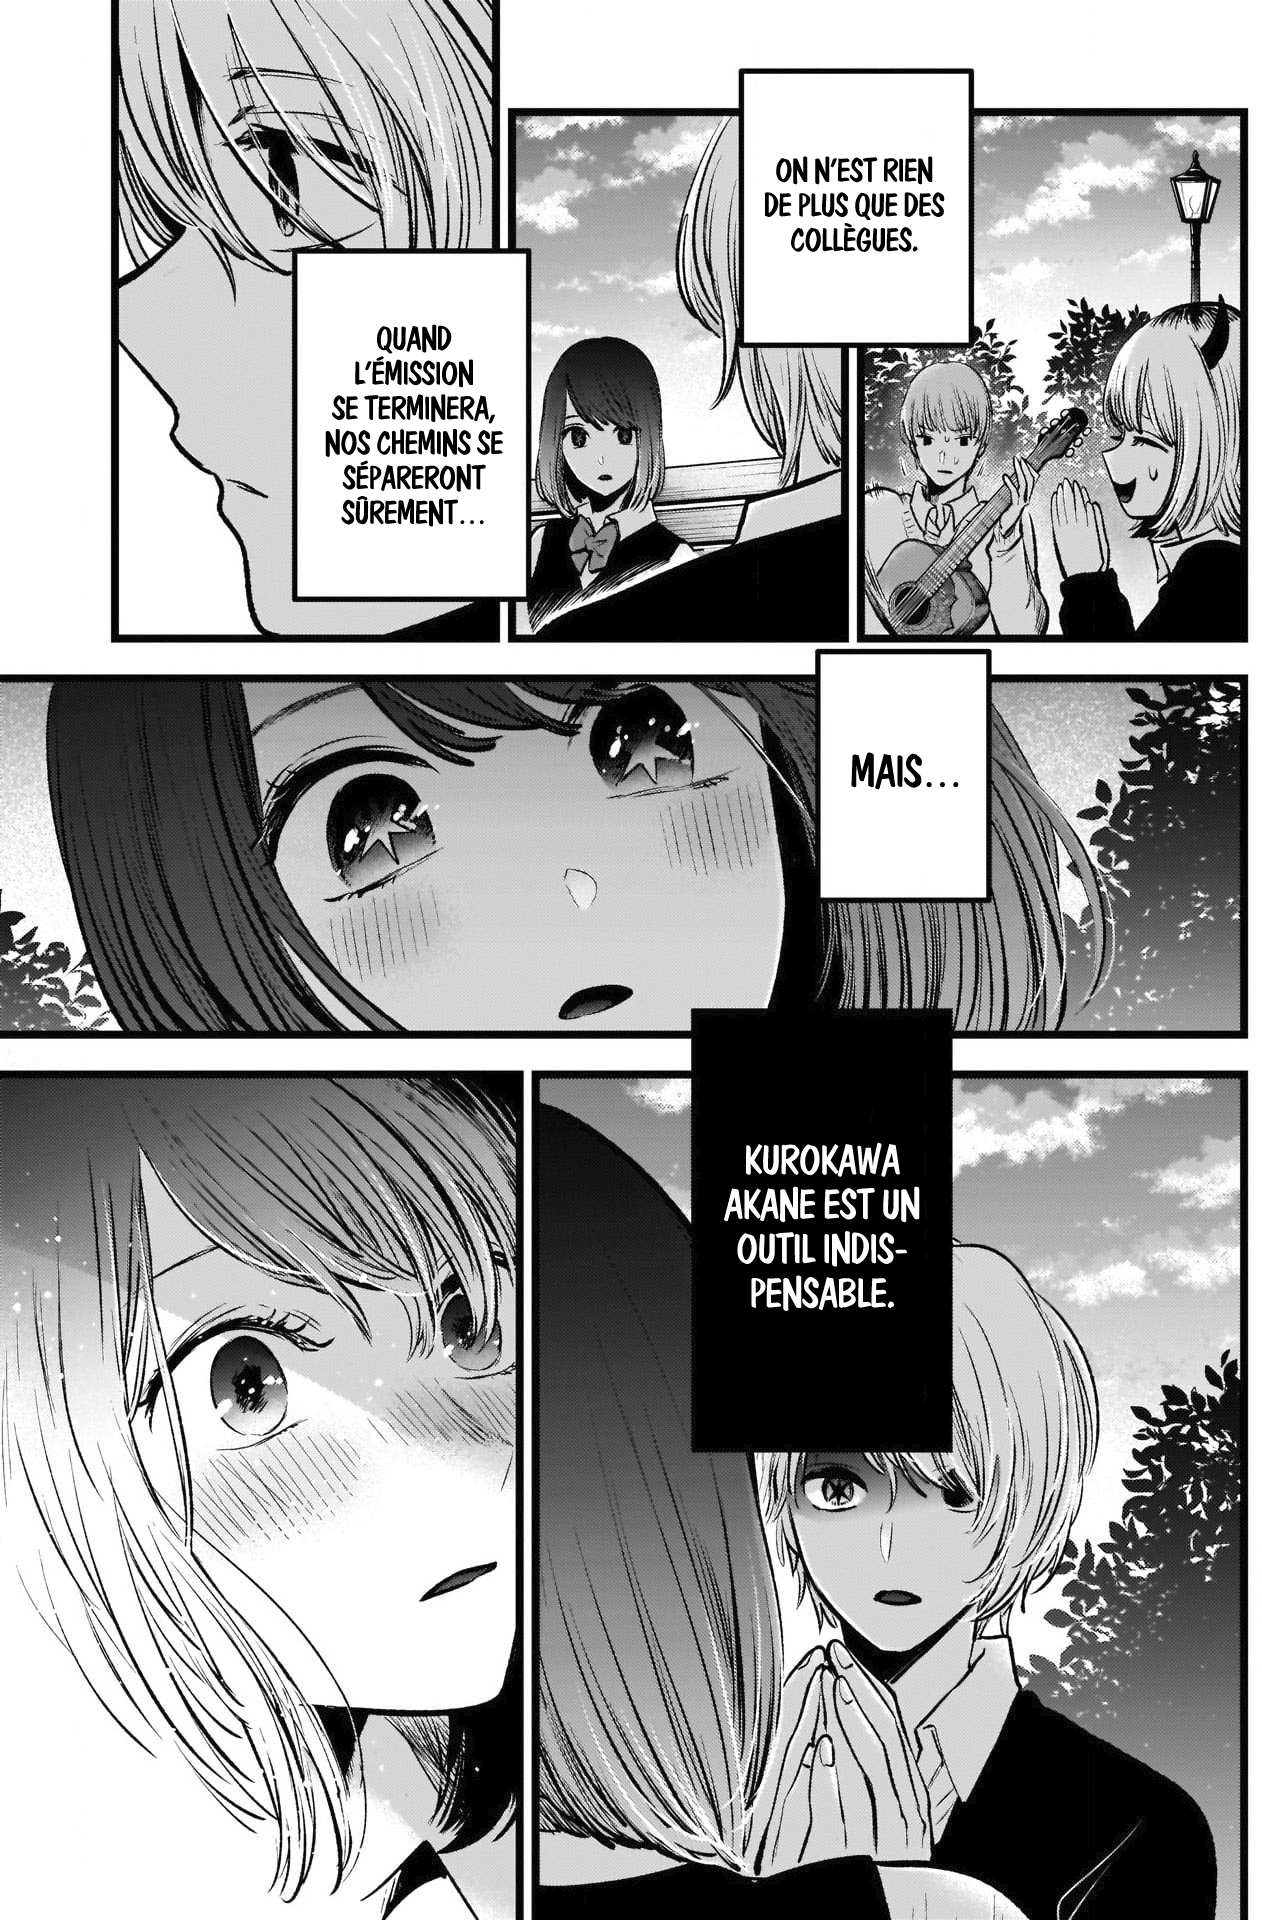 ON N'EST RIEN
DE PLUS QUE DES
COLLÈGUES.
QUAND
L'ÉMISSION
SE TERMINERA,
NOS CHEMINS SE
SÉPARERONT
SÛREMENT...
MAIS...
KUROKAWA
AKANE EST UN
OUTIL INDIS-
PENSABLE.